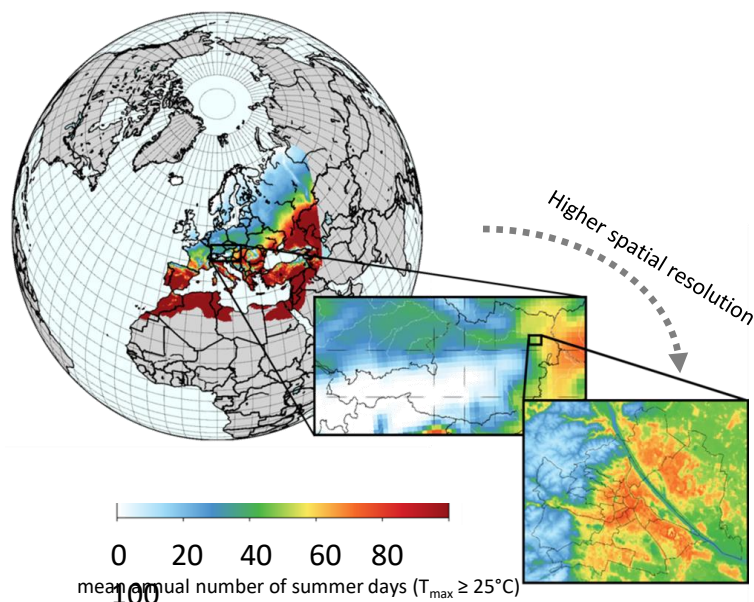 Higher spatial resolution
0 20 40 60 80
100
mean annual number of summer days (Tmax ≥ 25°C)